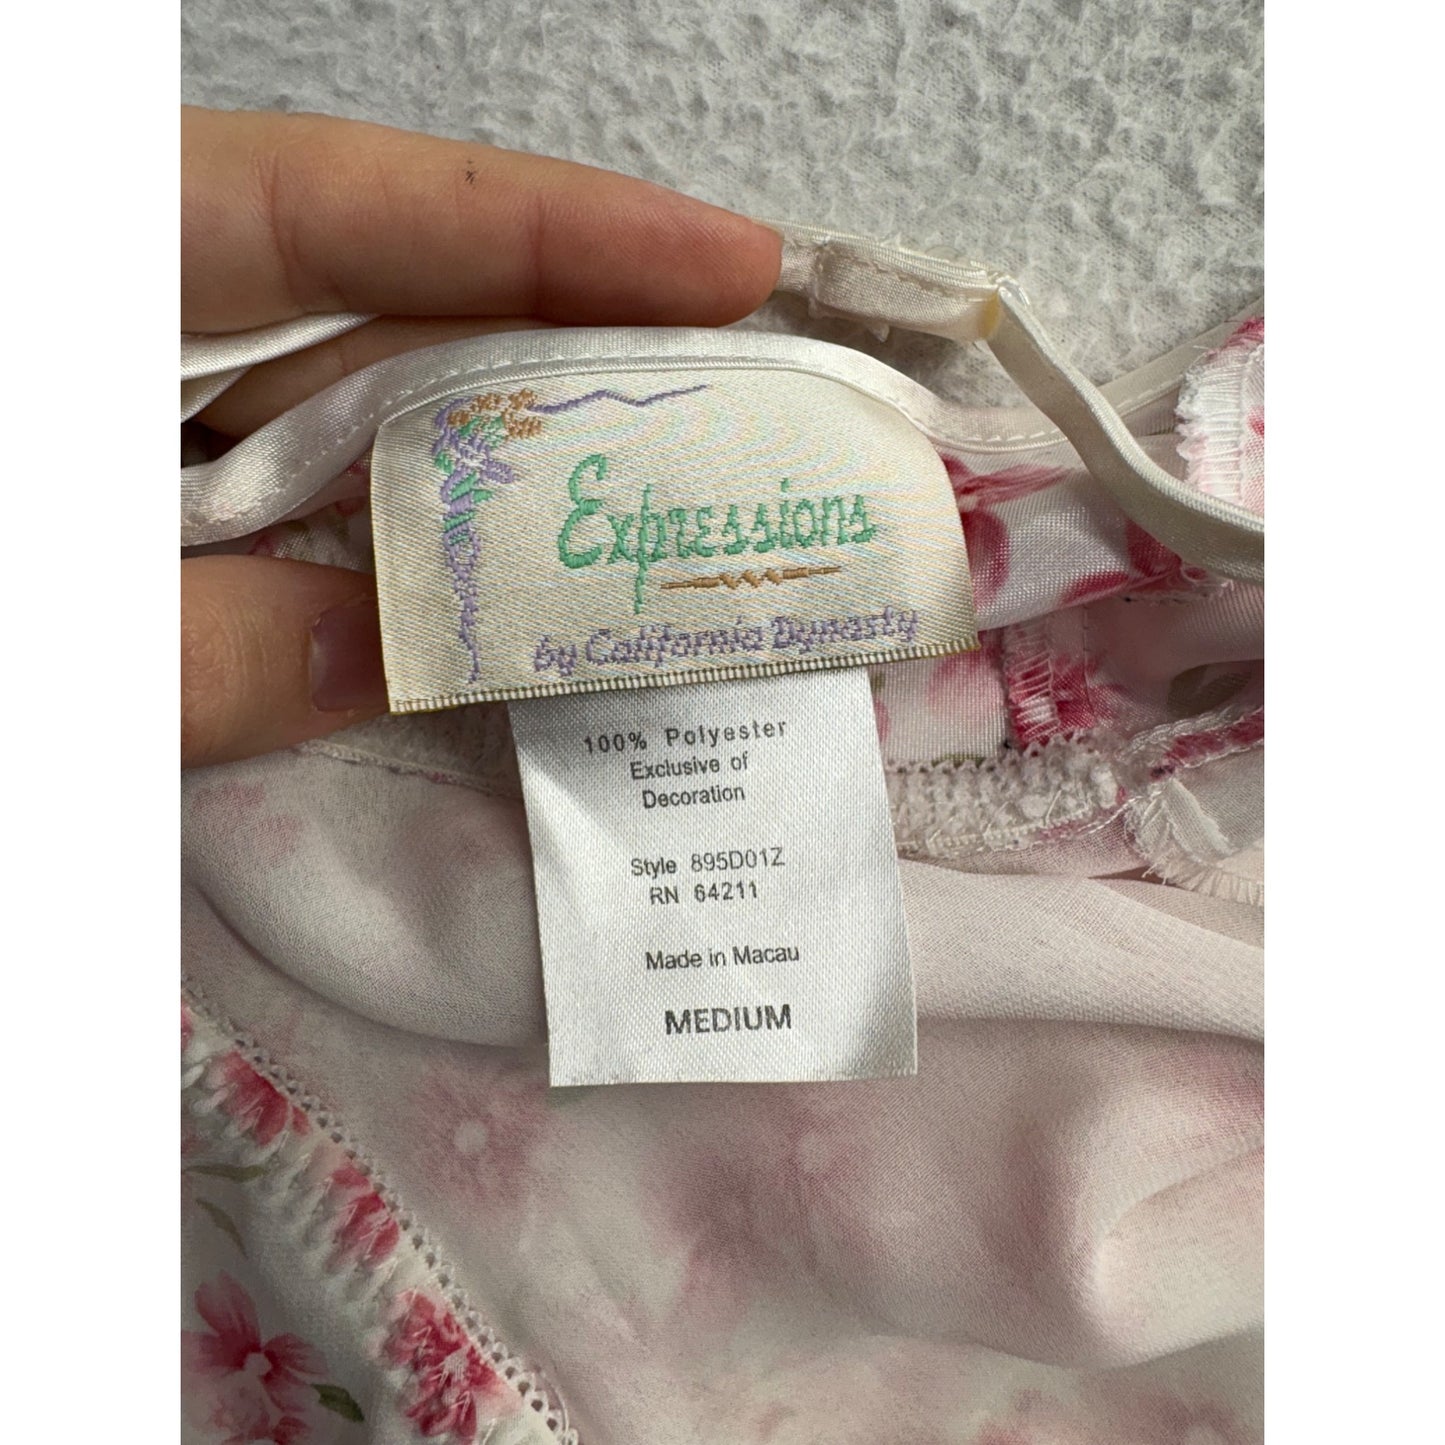 Expressions
by California Dynasty
100% Polyester
Exclusive of
Decoration
Style 895D01Z
RN 64211
Made in Macau
MEDIUM